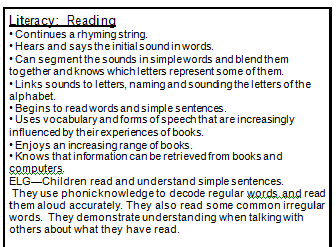 Literacy: Reading
• Continues a rhyming string.
• Hears and says the initial sound in words.
• Can segment the sounds in simple words and blend them
together and knows which letters represent some of them.
• Links sounds to letters, naming and sounding the letters of the
alphabet.
• Begins to read words and simple sentences.
• Uses vocabulary and forms of speech that are increasingly
influenced by their experiences of books.
• Enjoys an increasing range of books.
• Knows that information can be retrieved from books and
computers.
ELG—Children read and understand simple sentences.
They use phonic knowledge to decode regular words and read
them aloud accurately. They also read some common irregular
words. They demonstrate understanding when talking with
others about what they have read.